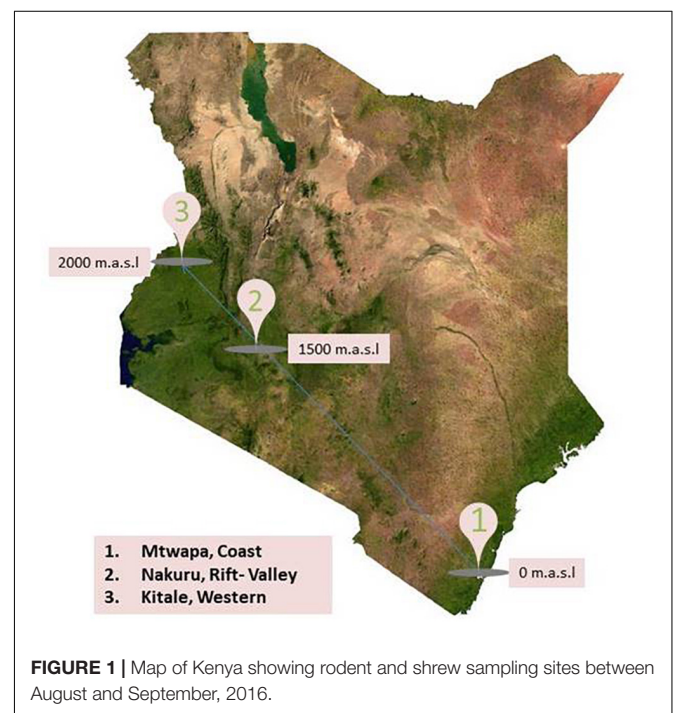 3
2000 m.a.s.l
2
1500 m.a.s.l
1
0 m.a.s.l
1. Mtwapa, Coast
2. Nakuru, Rift- Valley
3. Kitale, Western
FIGURE 1 | Map of Kenya showing rodent and shrew sampling sites between
August and September, 2016.